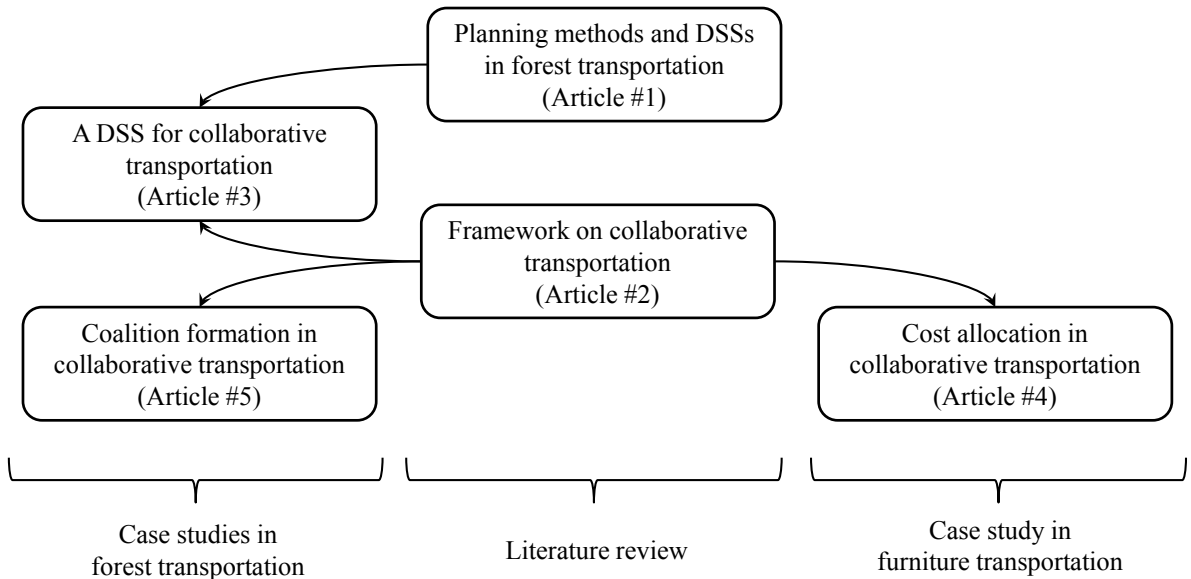 Planning methods and DSSs
in forest transportation
(Article #1)
A DSS for collaborative
transportation
(Article #3)
Framework on collaborative
transportation
(Article #2)
Coalition formation in
collaborative transportation
(Article #5)
Cost allocation in
collaborative transportation
(Article #4)
Case studies in
forest transportation
Literature review
Case study in
furniture transportation